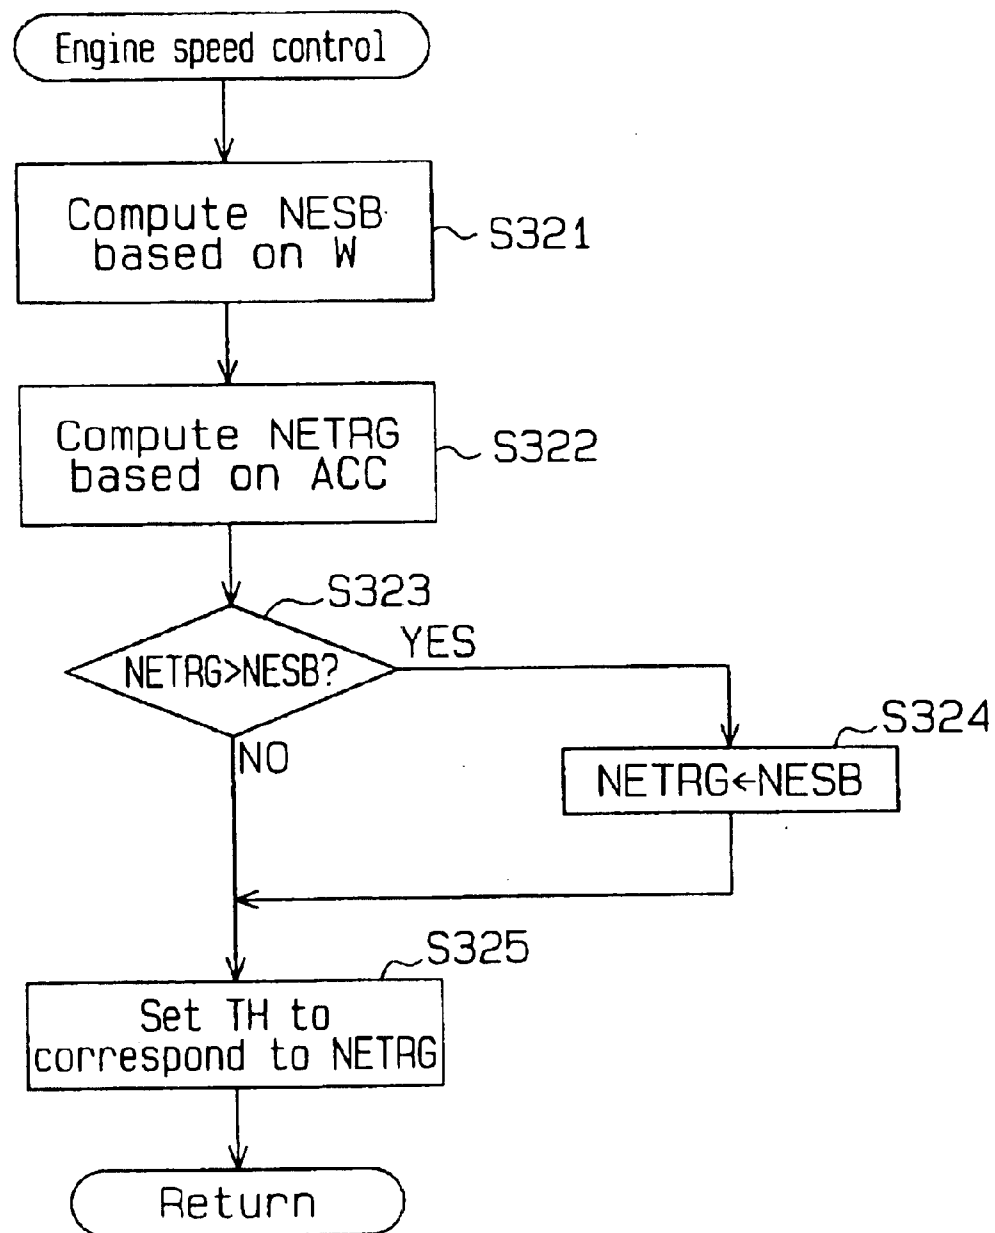 Engine speed control
Compute NESB
based on W
S321
Compute NETRG
based on ACC
S322
S323
NETRG>NESB?
YES
NO
S324
NETRG←NESB
S325
Set TH to
correspond to NETRG
Return